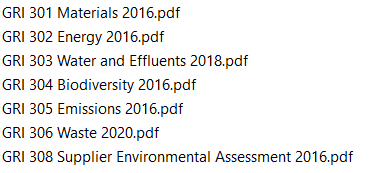 GRI 301 Materials 2016.pdf
GRI 302 Energy 2016.pdf
GRI 303 Water and Effluents 2018.pdf
GRI 304 Biodiversity 2016.pdf
GRI 305 Emissions 2016.pdf
GRI 306 Waste 2020.pdf
GRI 308 Supplier Environmental Assessment 2016.pdf